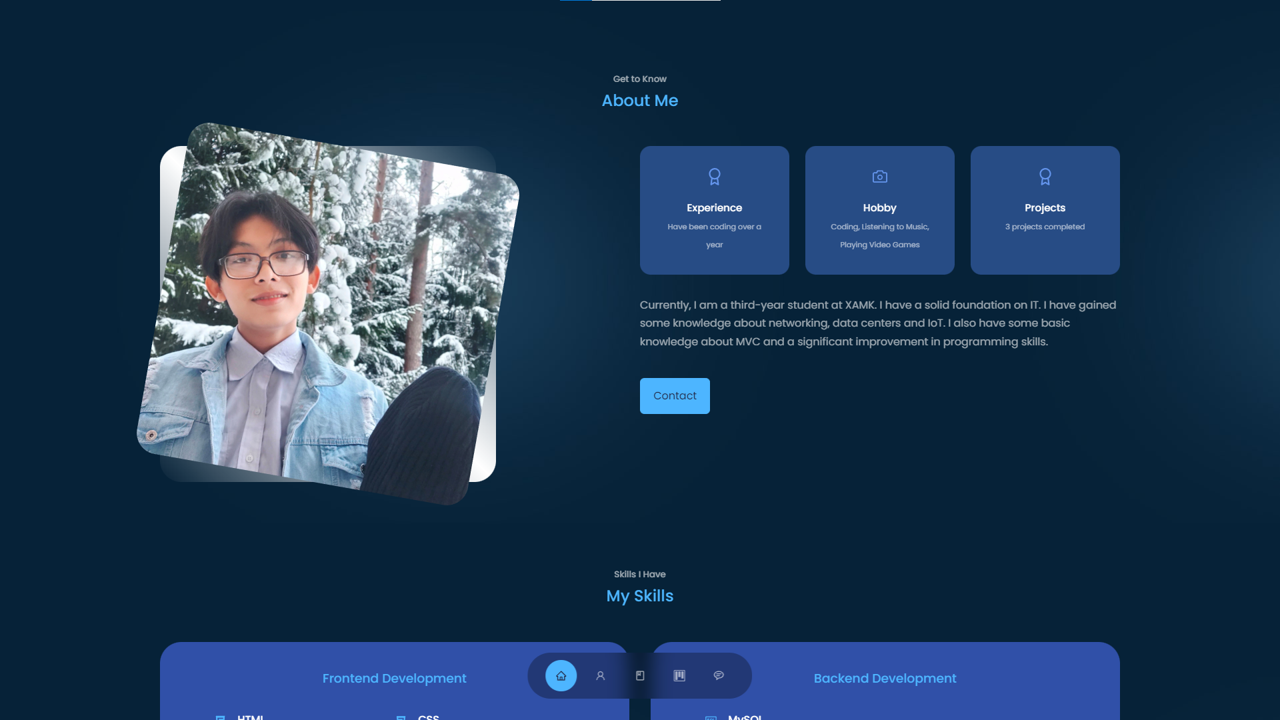 Get to Know
About Me
Experience
Have been coding over a
year
Hobby
Coding, Listening to Music,
Playing Video Games
Projects
3 projects completed
Currently, I am a third-year student at XAMK. I have a solid foundation on IT. I have gained
some knowledge about networking, data centers and IoT. I also have some basic
knowledge about MVC and a significant improvement in programming skills.
Contact
Skills I Have
My Skills
Frontend Development
Backend Development
HTML
CSS
MySQL